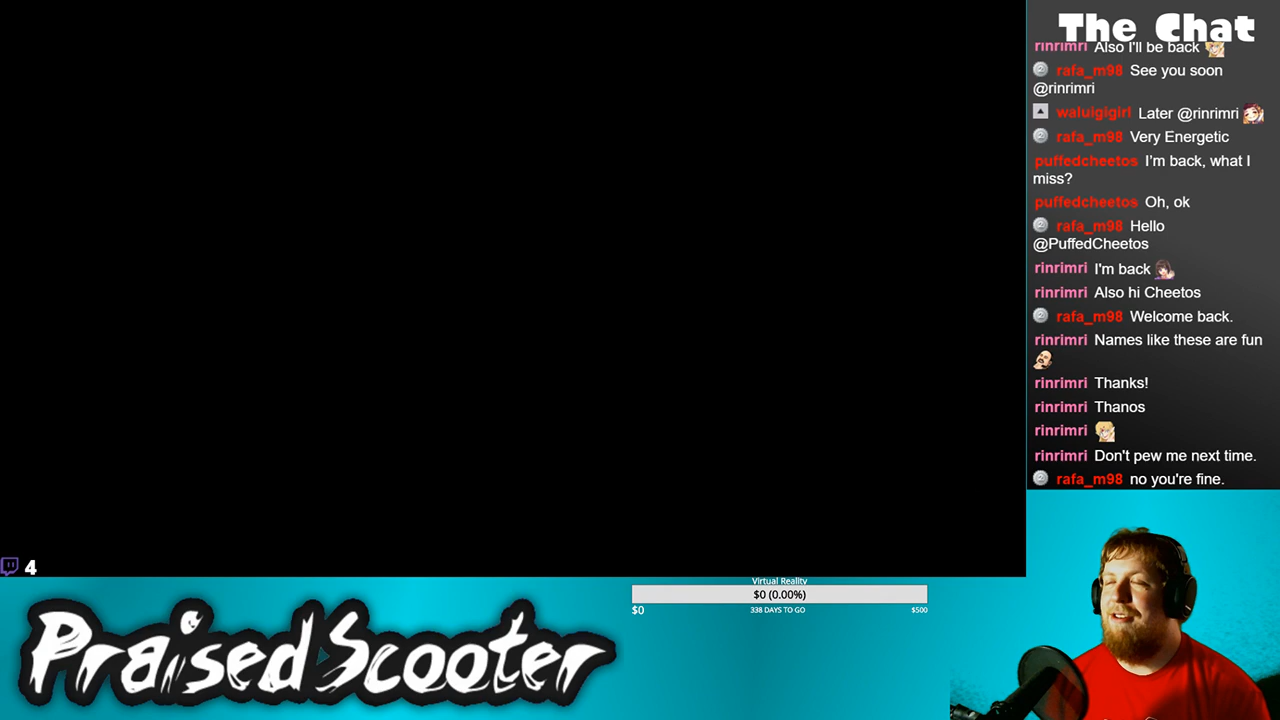 The Chat
rinrimri Also I'll be back
rafa_m98 See you soon
@rinrimri
waluigigirl Later @rinrimri
rafa_m98 Very Energetic
puffedcheetos I'm back, what I
miss?
puffedcheetos Oh, ok
rafa_m98 Hello
@PuffedCheetos
rinrimri I'm back
rinrimri Also hi Cheetos
rafa_m98 Welcome back.
rinrimri Names like these are fun
rinrimri Thanks!
rinrimri Thanos
rinrimri
rinrimri Don't pew me next time.
rafa_m98 no you're fine.
4
Virtual Reality
$0 (0.00%)
$0 338 DAYS TO GO $500
PraisedScooter